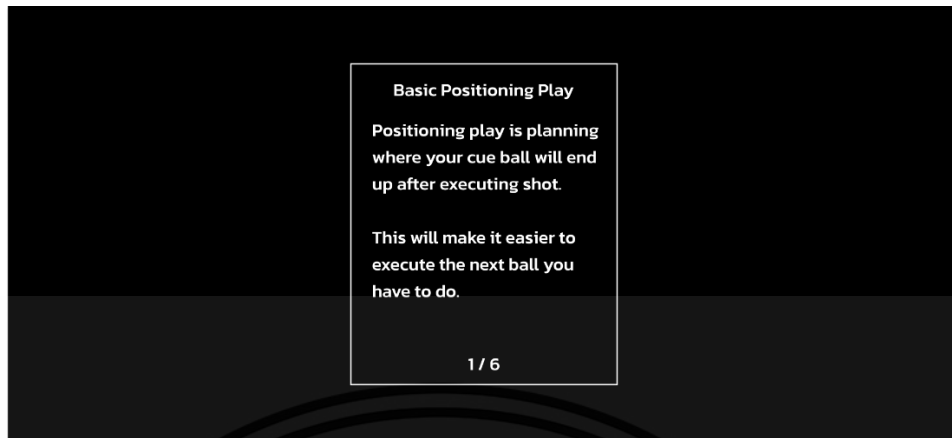 Basic Positioning Play
Positioning play is planning
where your cue ball will end
up after executing shot.
This will make it easier to
execute the next ball you
have to do.
1 / 6